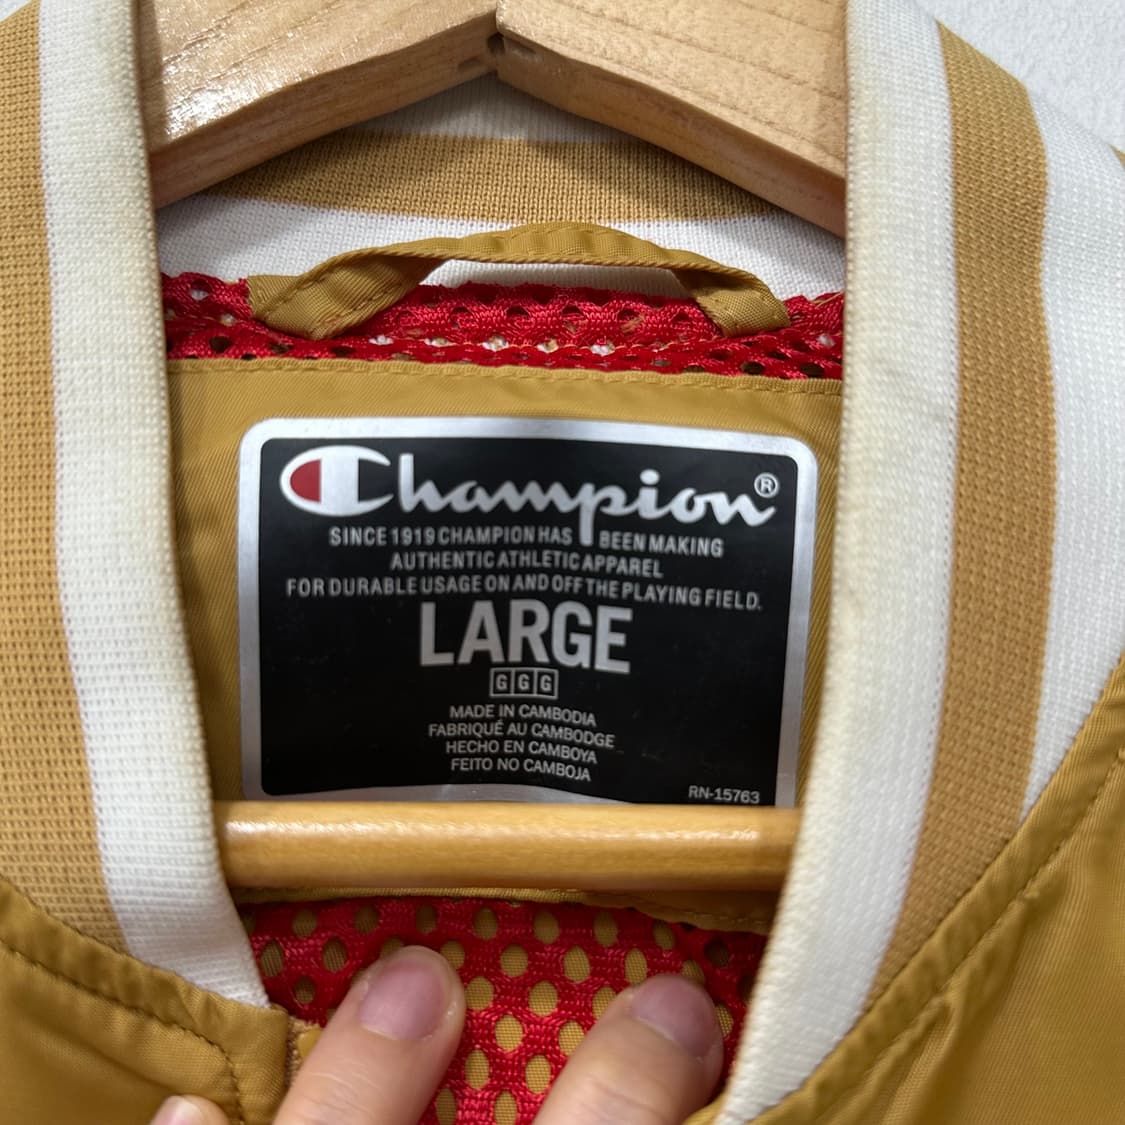 Champion®
SINCE 1919 CHAMPION HAS BEEN MAKING
AUTHENTIC ATHLETIC APPAREL
FOR DURABLE USAGE ON AND OFF THE PLAYING FIELD.
LARGE
G G G
MADE IN CAMBODIA
FABRIQUÉ AU CAMBODGE
HECHO EN CAMBOYA
FEITO NO CAMBOJA
RN-15763